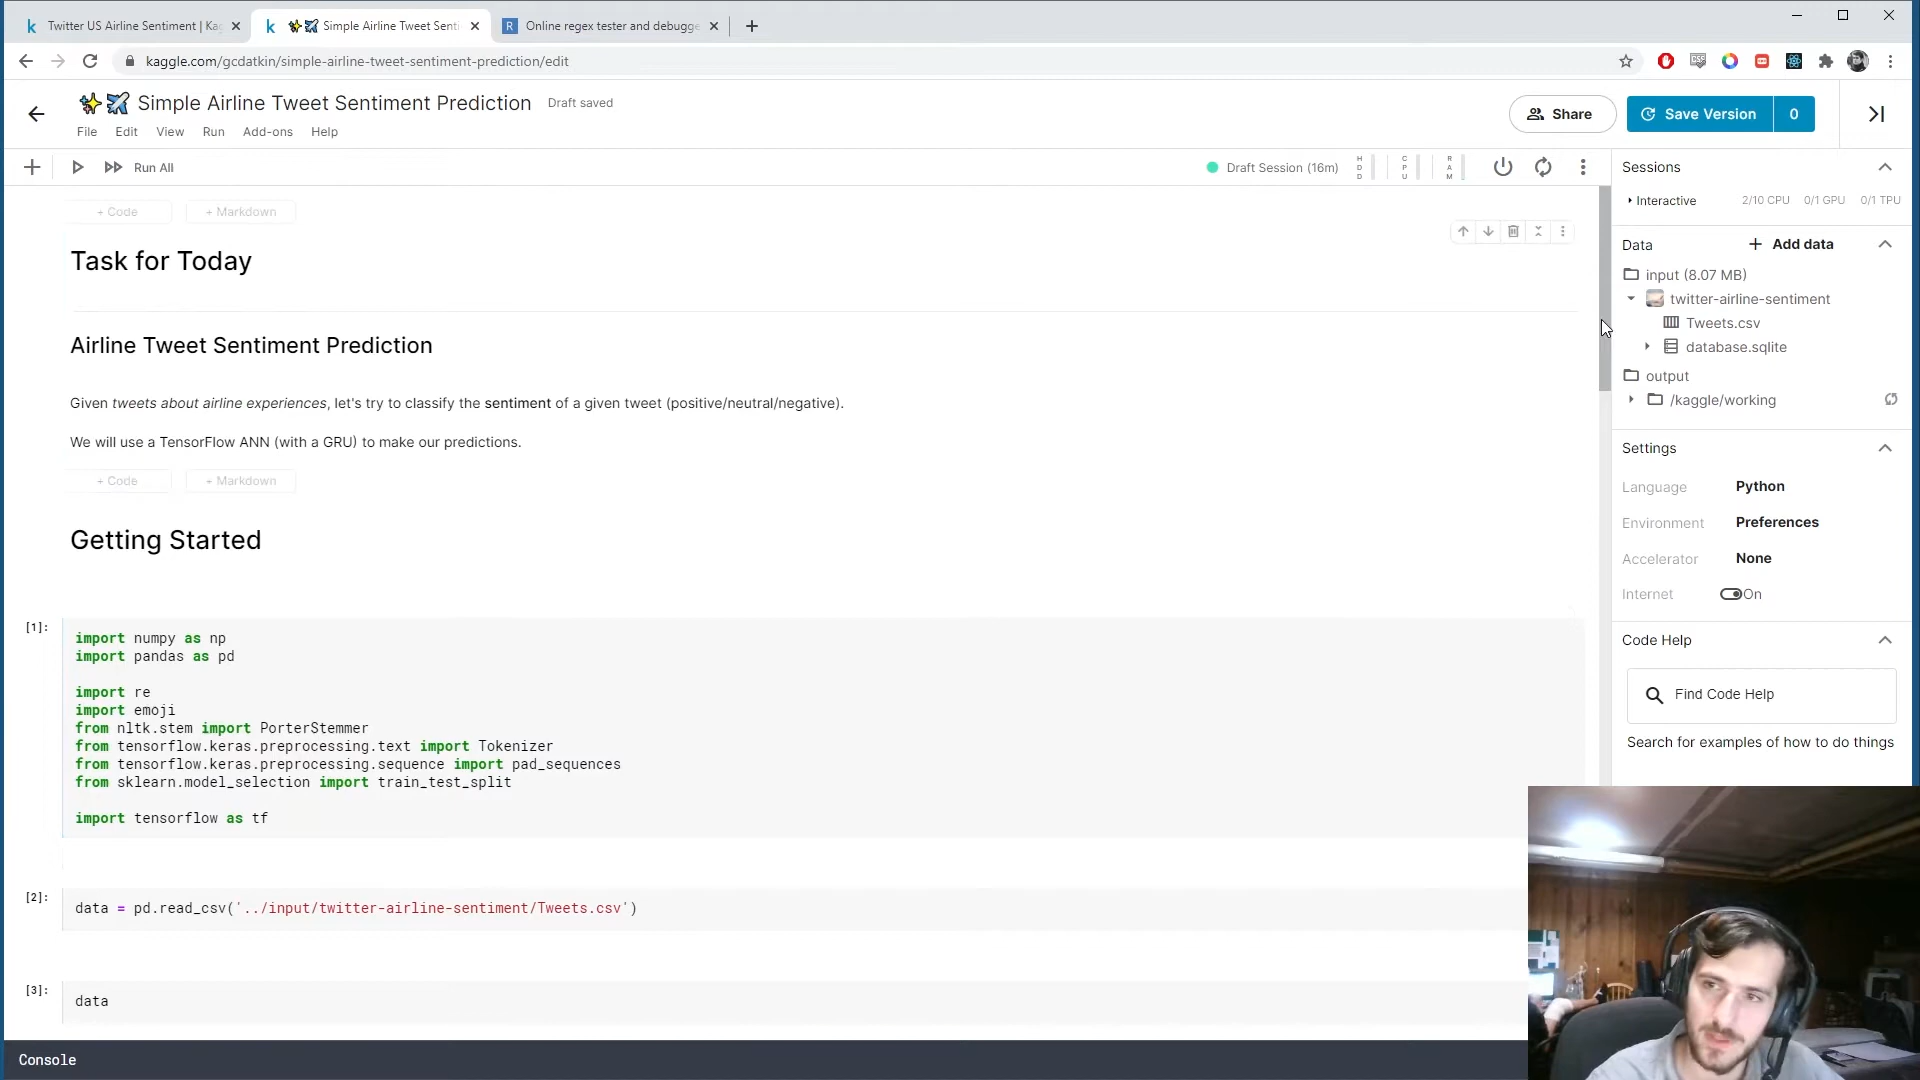 Twitter US Airline Sentiment | Kag
Simple Airline Tweet Senti
Online regex tester and debugge
kaggle.com/gcdatkin/simple-airline-tweet-sentiment-prediction/edit
✨✈️ Simple Airline Tweet Sentiment Prediction
Draft saved
File Edit View Run Add-ons Help
Share
Save Version 0
Run All
Draft Session (16m)
HDD
CPU
RAM
+ Code + Markdown
Task for Today
Airline Tweet Sentiment Prediction
Given tweets about airline experiences, let's try to classify the sentiment of a given tweet (positive/neutral/negative).
We will use a TensorFlow ANN (with a GRU) to make our predictions.
+ Code + Markdown
Getting Started
[1]:
import numpy as np
import pandas as pd
import re
import emoji
from nltk.stem import PorterStemmer
from tensorflow.keras.preprocessing.text import Tokenizer
from tensorflow.keras.preprocessing.sequence import pad_sequences
from sklearn.model_selection import train_test_split
import tensorflow as tf
[2]:
data = pd.read_csv('../input/twitter-airline-sentiment/Tweets.csv')
[3]:
data
Console
Sessions
Interactive 2/10 CPU 0/1 GPU 0/1 TPU
Data + Add data
input (8.07 MB)
twitter-airline-sentiment
Tweets.csv
database.sqlite
output
/kaggle/working
Settings
Language Python
Environment Preferences
Accelerator None
Internet On
Code Help
Find Code Help
Search for examples of how to do things